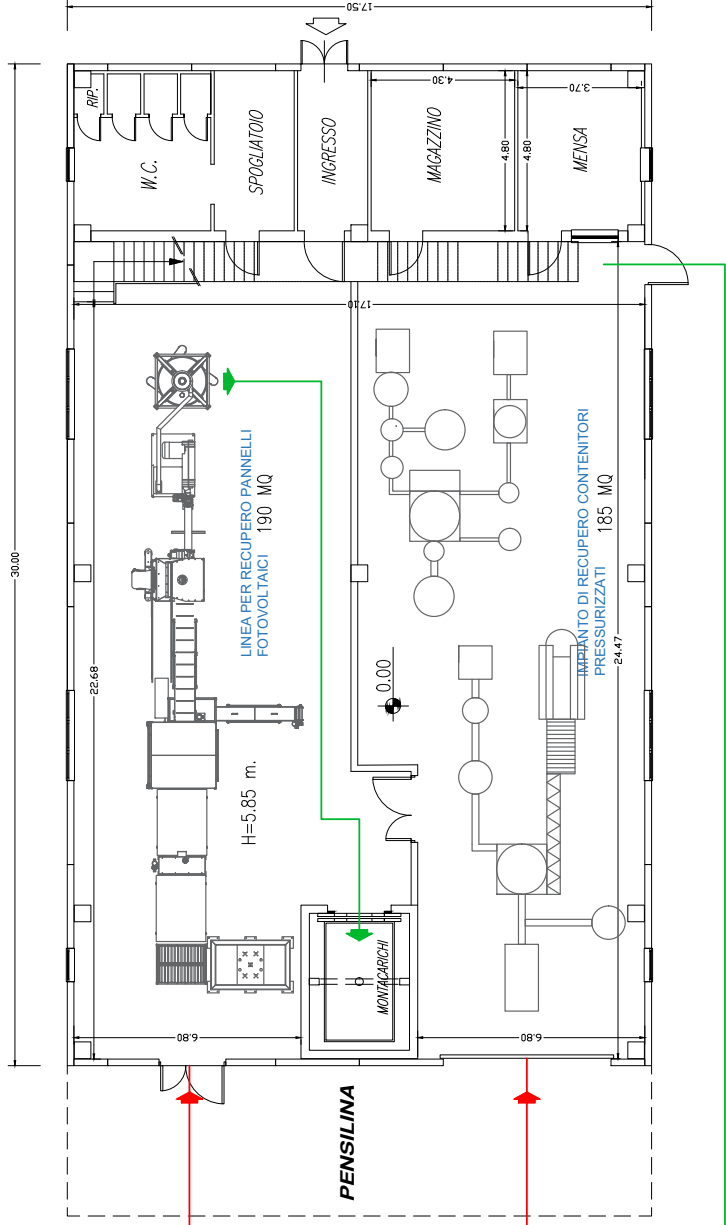 17.50
30.00
RIP.
W.C.
SPOGLIATOIO
INGRESSO
MAGAZZINO
MENSA
4.30
3.70
4.80
4.80
17.10
LINEA PER RECUPERO PANNELLI
FOTOVOLTAICI 190 MQ
IMPIANTO DI RECUPERO CONTENITORI
PRESSURIZZATI 185 MQ
22.68
24.47
0.00
H=5.85 m.
MONTACARICHI
6.80
6.80
PENSILINA